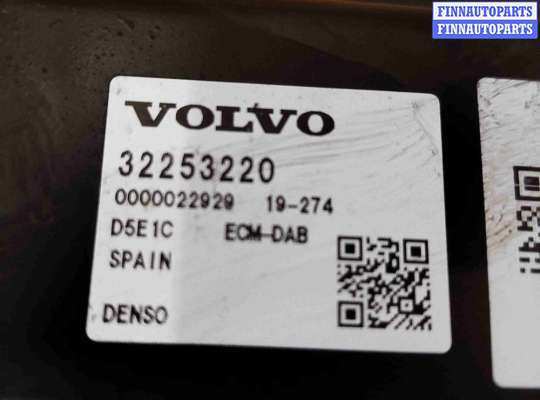 FINNAUTOPARTS
FINNAUTOPARTS
VOLVO
32253220
0000022929 19-274
D5E1C ECM-DAB
SPAIN
DENSO